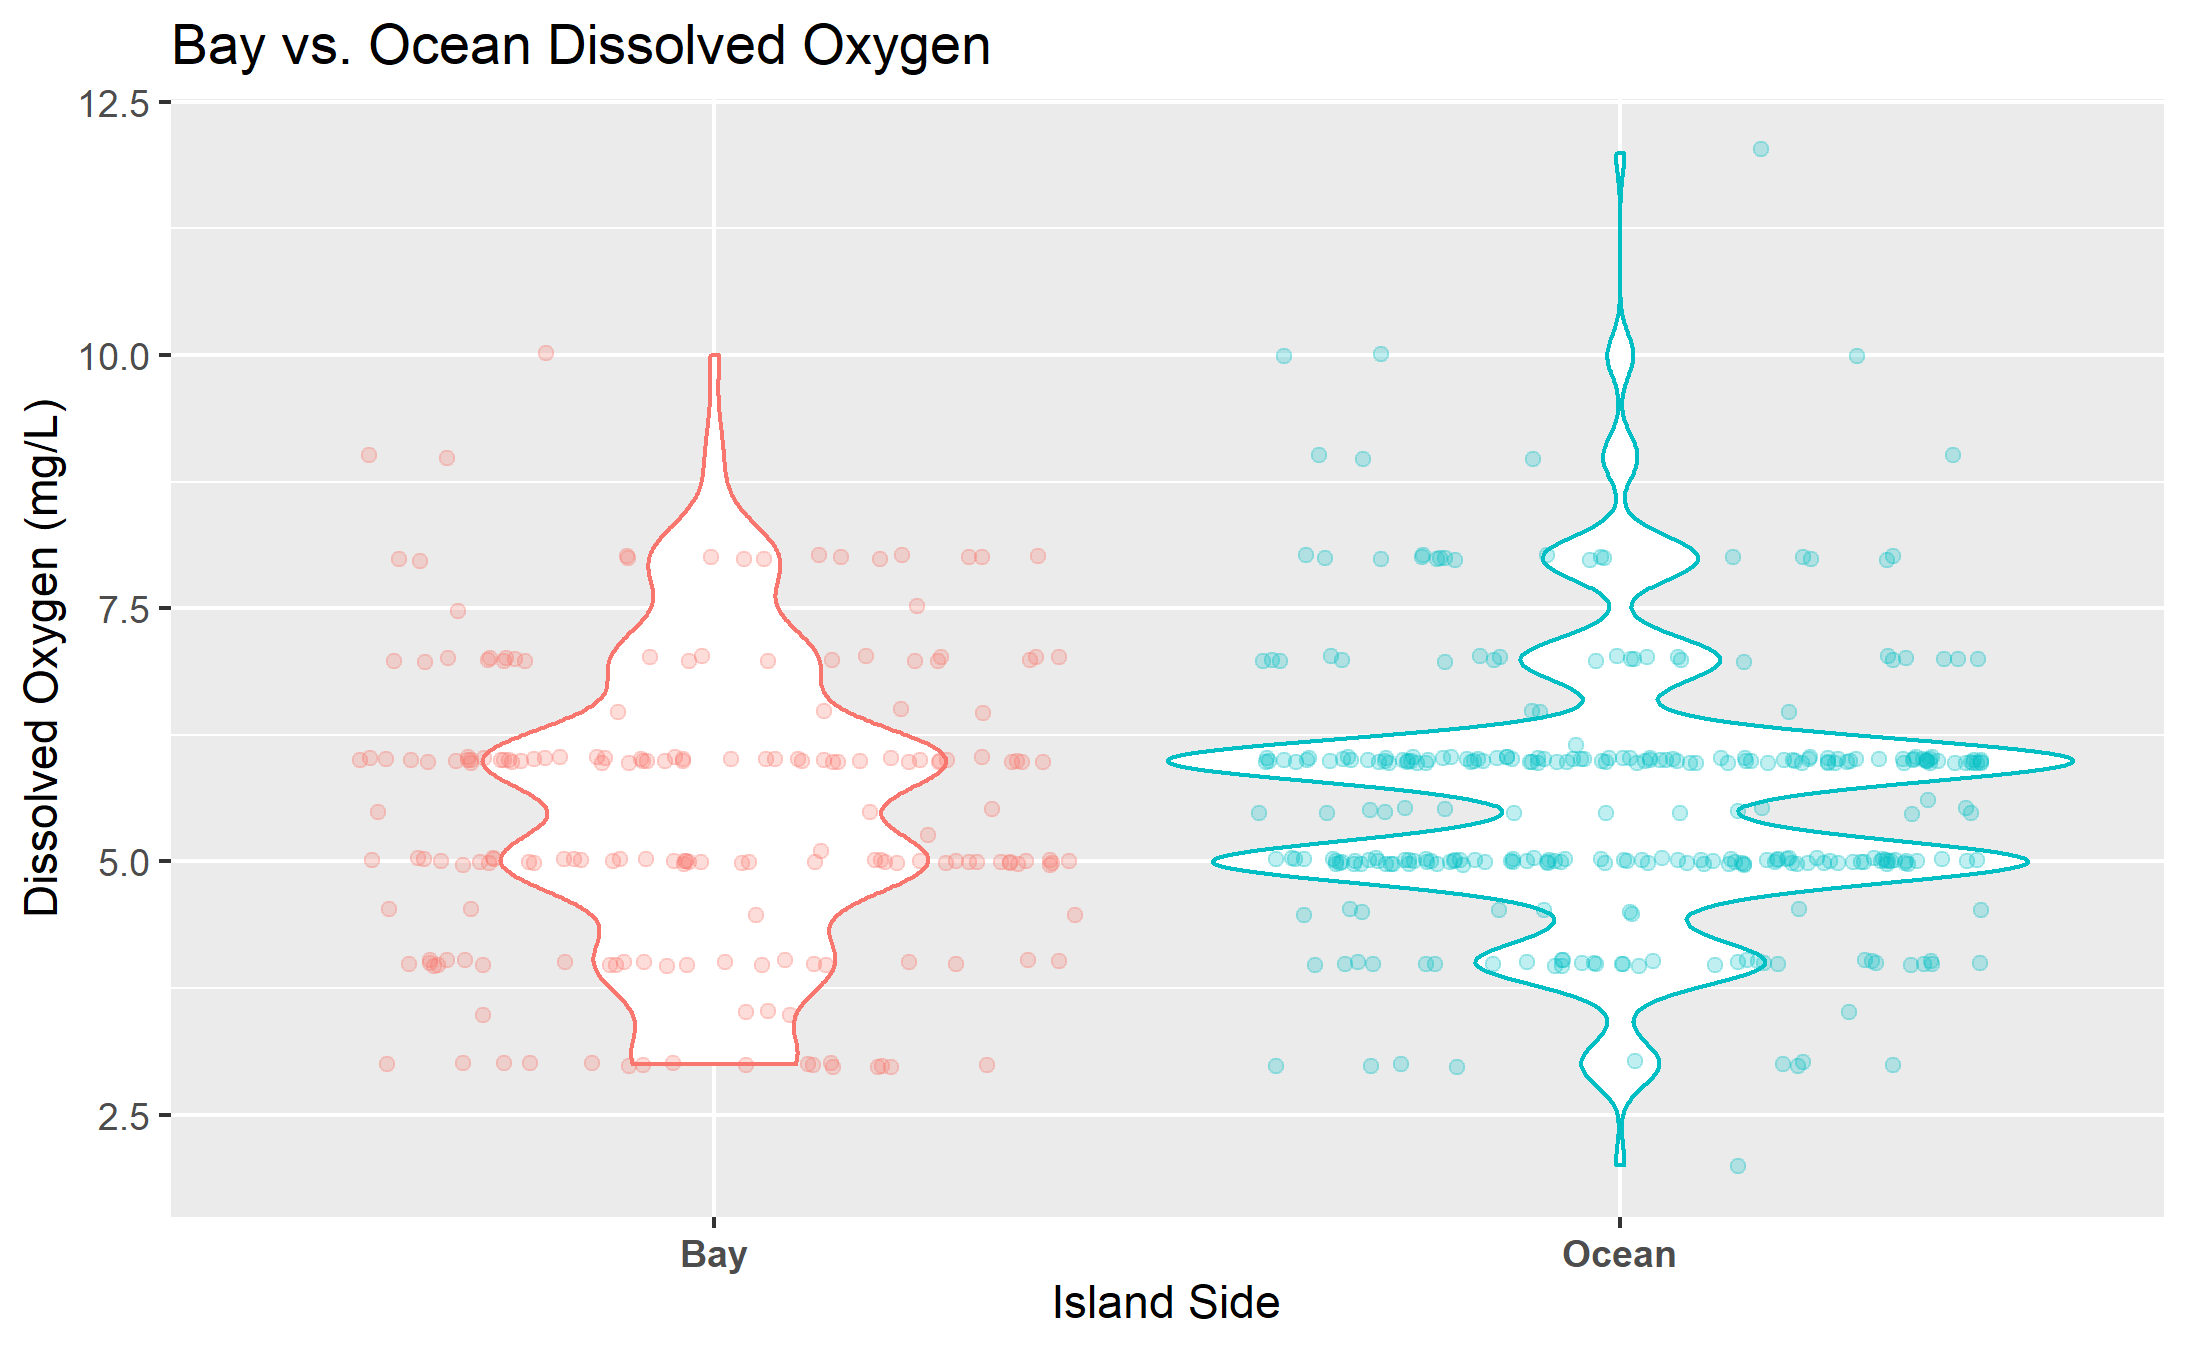 Bay vs. Ocean Dissolved Oxygen
Dissolved Oxygen (mg/L)
12.5
10.0
7.5
5.0
2.5
Bay
Ocean
Island Side